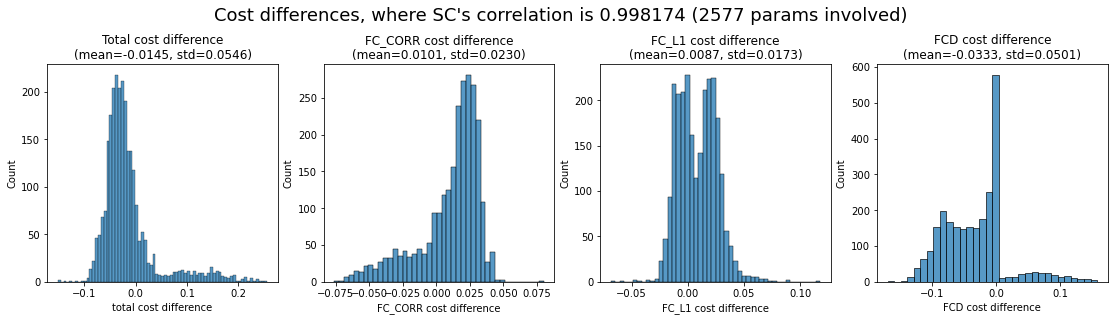 Cost differences, where SC's correlation is 0.998174 (2577 params involved)
Total cost difference
(mean=-0.0145, std=0.0546)
Count
200
150
100
50
0
−0.1 0.0 0.1 0.2
total cost difference
FC_CORR cost difference
(mean=0.0101, std=0.0230)
Count
250
200
150
100
50
0
−0.075 −0.050 −0.025 0.000 0.025 0.050 0.075
FC_CORR cost difference
FC_L1 cost difference
(mean=0.0087, std=0.0173)
Count
200
150
100
50
0
−0.05 0.00 0.05 0.10
FC_L1 cost difference
FCD cost difference
(mean=-0.0333, std=0.0501)
Count
600
500
400
300
200
100
0
−0.1 0.0 0.1
FCD cost difference